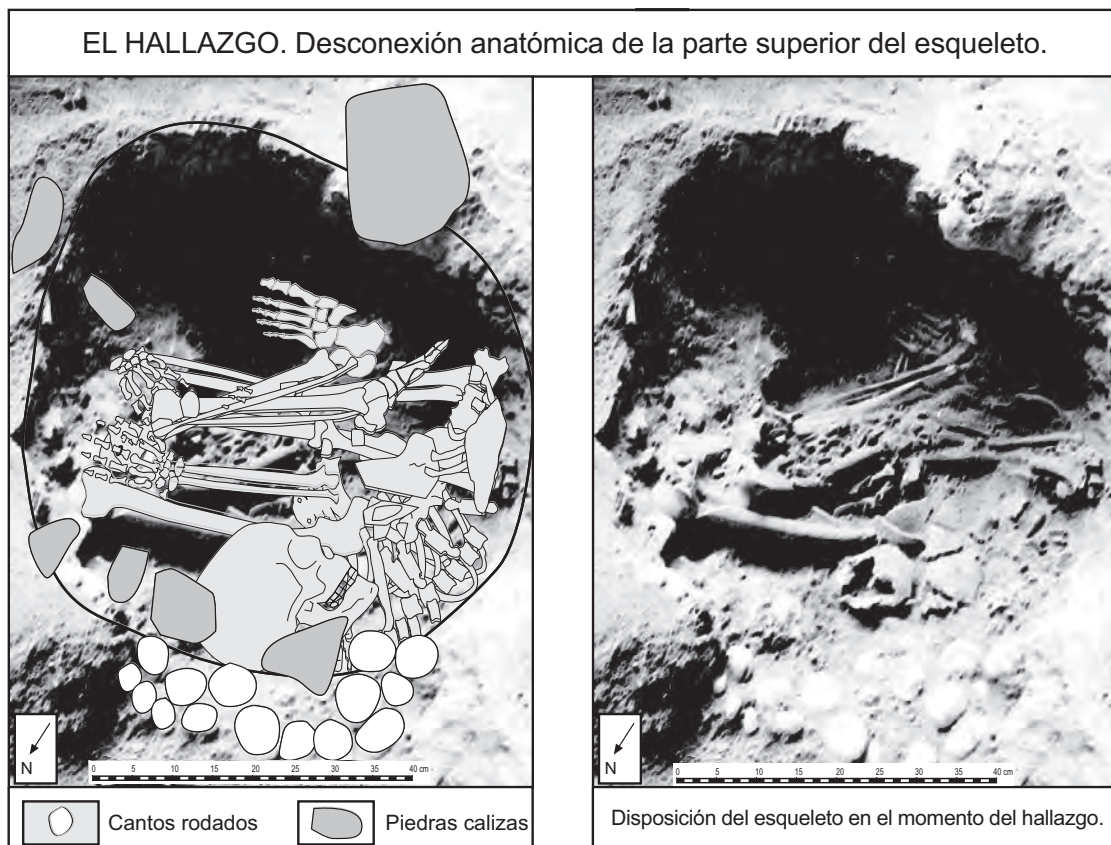 EL HALLAZGO. Desconexión anatómica de la parte superior del esqueleto.
N
0 5 10 15 20 25 30 35 40 cm
Cantos rodados
Piedras calizas
N
0 5 10 15 20 25 30 35 40 cm
Disposición del esqueleto en el momento del hallazgo.